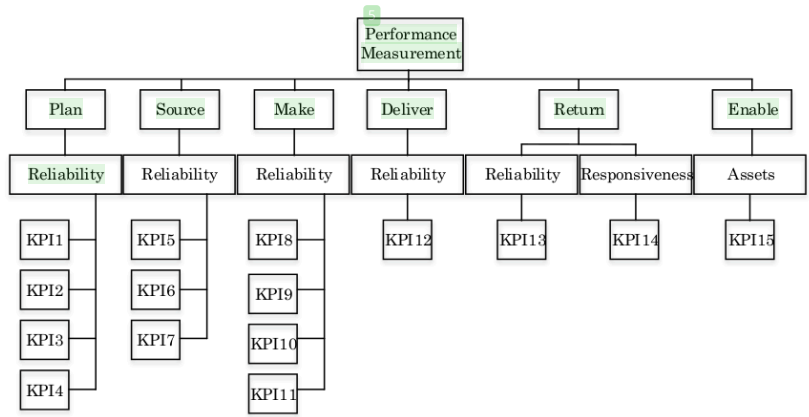 5
Performance
Measurement
Plan Source Make Deliver Return Enable
Reliability Reliability Reliability Reliability Reliability Responsiveness Assets
KPI1 KPI5 KPI8 KPI12 KPI13 KPI14 KPI15
KPI2 KPI6 KPI9
KPI3 KPI7 KPI10
KPI4 KPI11